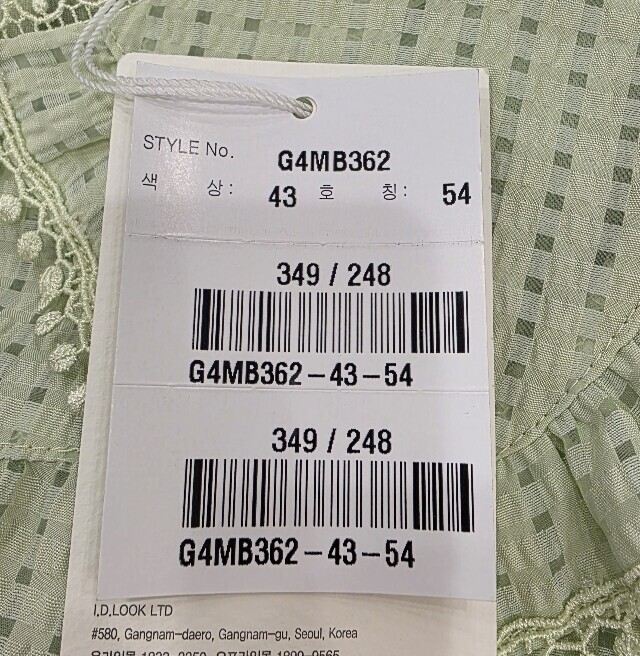 STYLE No. G4MB362
색 상 : 43 호 칭 : 54
349 / 248
G4MB362-43-54
349 / 248
G4MB362-43-54
I.D.LOOK LTD
#580, Gangnam-daero, Gangnam-gu, Seoul, Korea